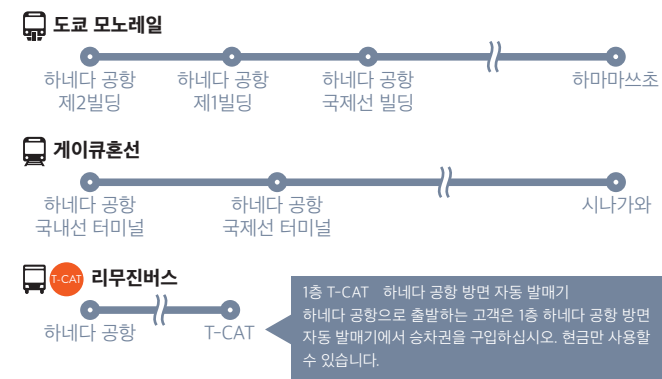 도쿄 모노레일
하네다 공항
제2빌딩
하네다 공항
제1빌딩
하네다 공항
국제선 빌딩
하마마쓰초
게이큐혼선
하네다 공항
국내선 터미널
하네다 공항
국제선 터미널
시나가와
T-CAT 리무진버스
하네다 공항
T-CAT
1층 T-CAT 하네다 공항 방면 자동 발매기
하네다 공항으로 출발하는 고객은 1층 하네다 공항 방면
자동 발매기에서 승차권을 구입하십시오. 현금만 사용할
수 있습니다.